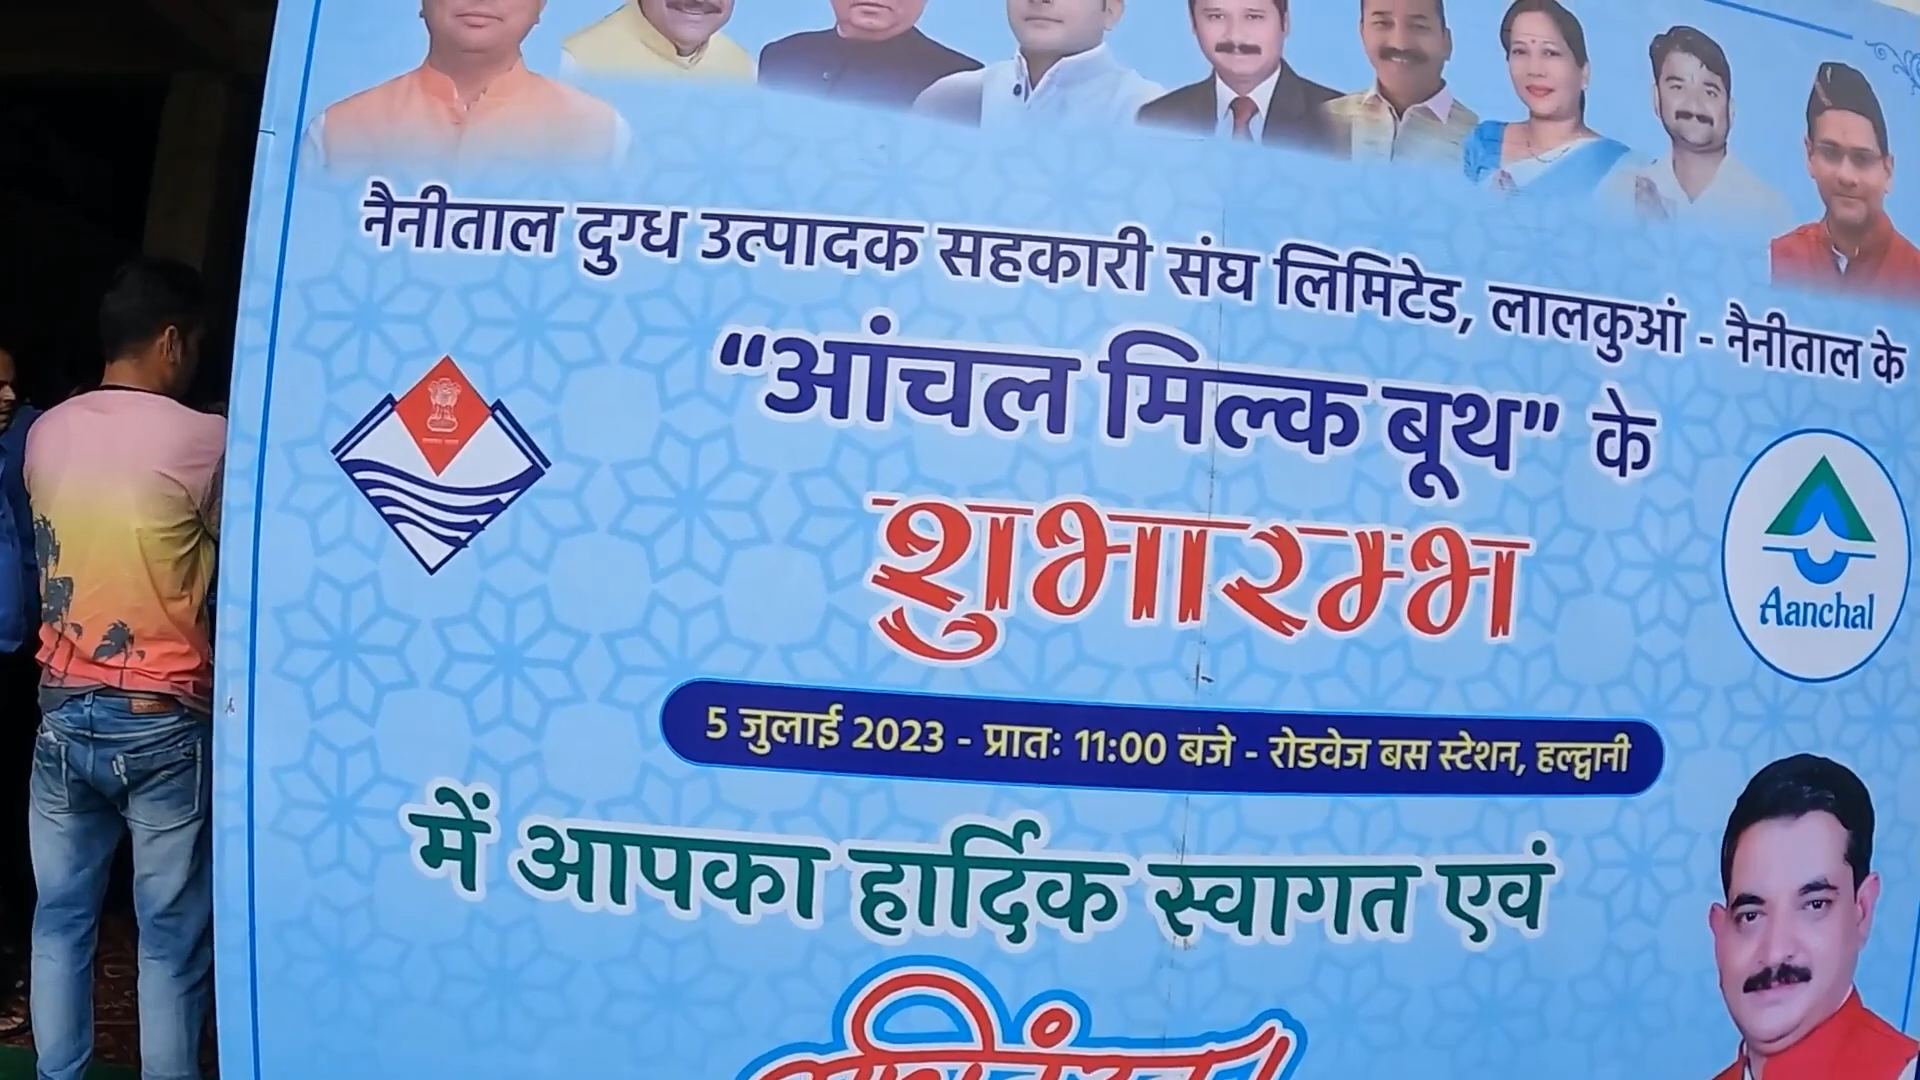 नैनीताल दुग्ध उत्पादक सहकारी संघ लिमिटेड, लालकुआं - नैनीताल के
“आंचल मिल्क बूथ” के
शुभारम्भ
Aanchal
5 जुलाई 2023 - प्रातः 11:00 बजे - रोडवेज बस स्टेशन, हल्द्वानी
में आपका हार्दिक स्वागत एवं